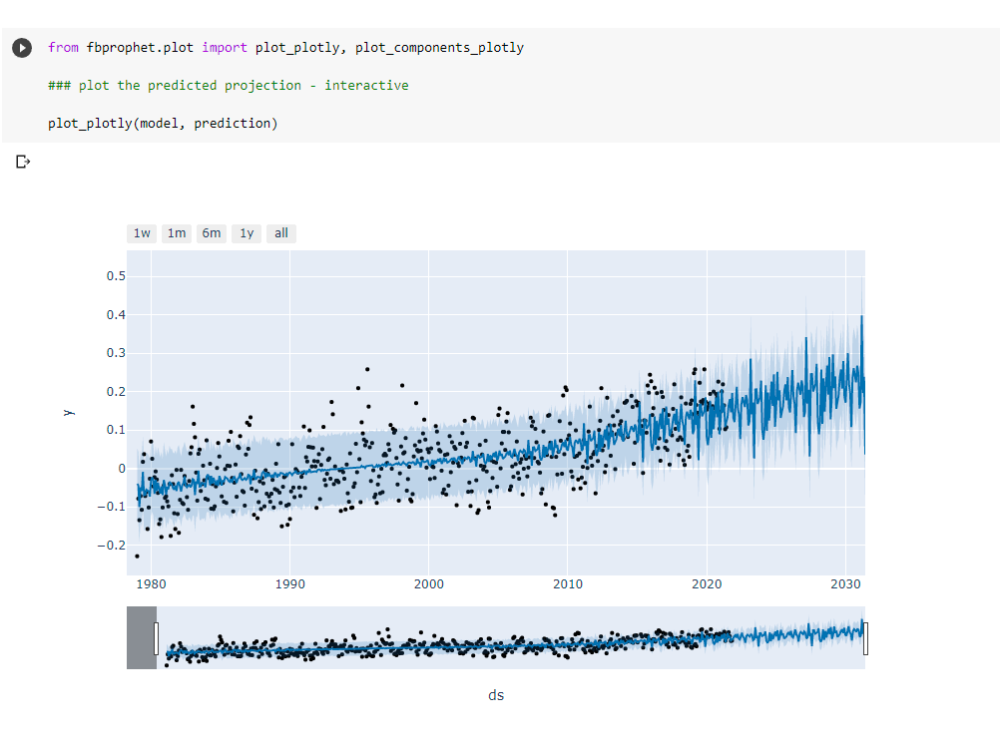 from fbprophet.plot import plot_plotly, plot_components_plotly
### plot the predicted projection - interactive
plot_plotly(model, prediction)
1w 1m 6m 1y all
0.5
0.4
0.3
0.2
y
0.1
0
−0.1
−0.2
1980 1990 2000 2010 2020 2030
ds